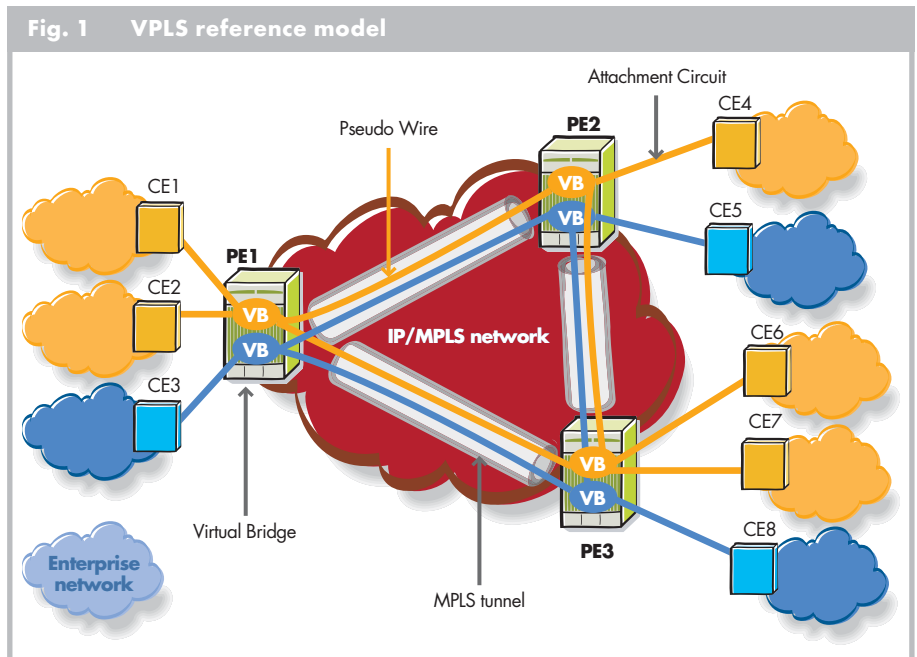 Fig. 1 VPLS reference model
Attachment Circuit
CE4
Pseudo Wire
PE2
VB
VB
CE1
CE5
PE1
CE2
VB
VB
IP/MPLS network
CE6
CE3
CE7
VB
VB
Virtual Bridge
PE3
CE8
Enterprise
network
MPLS tunnel